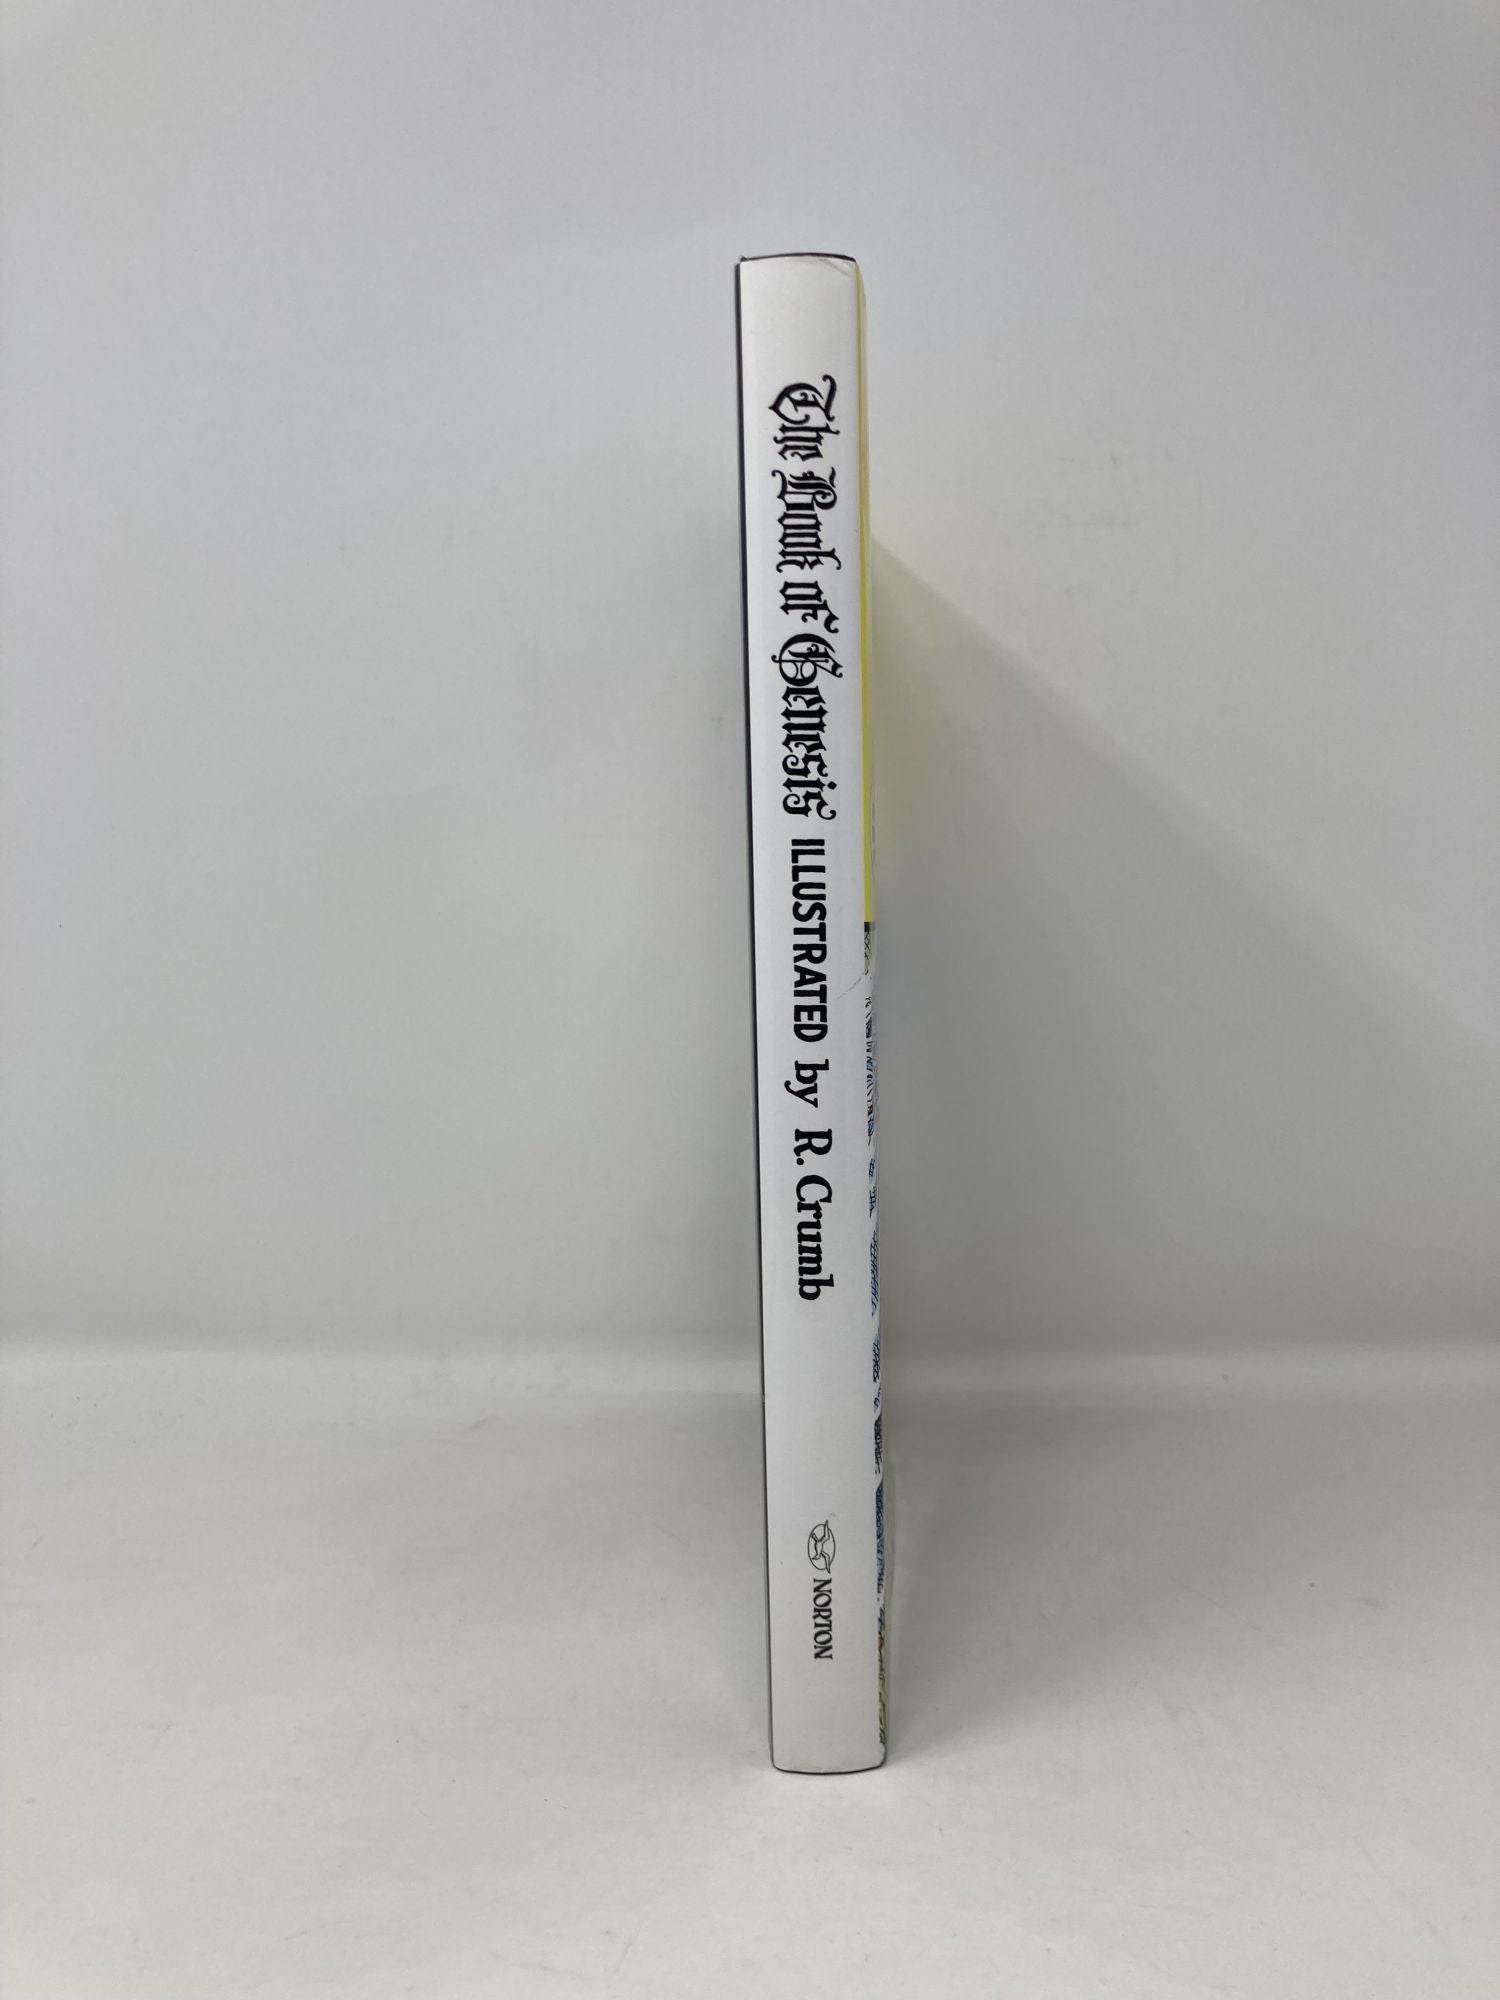 The Book of Genesis ILLUSTRATED by R. Crumb
NORTON